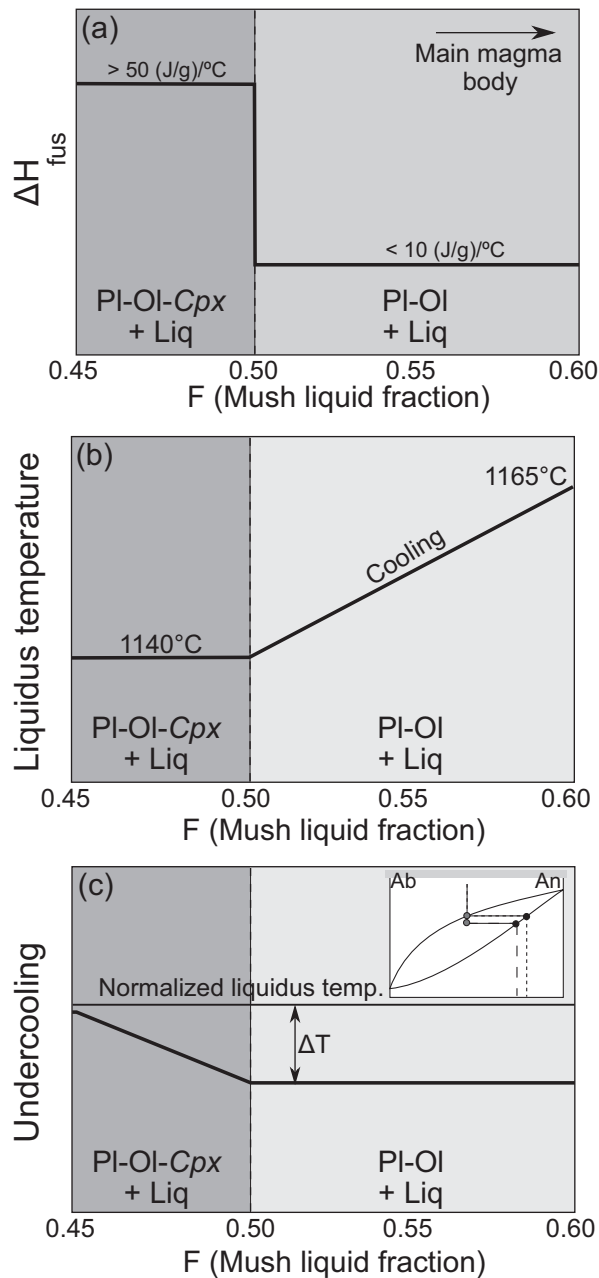 (a)
> 50 (J/g)/ºC
Main magma
body
ΔH fus
< 10 (J/g)/ºC
Pl-Ol-Cpx
+ Liq
Pl-Ol
+ Liq
0.45
0.50
0.55
0.60
F (Mush liquid fraction)
(b)
Liquidus temperature
1165°C
Cooling
1140°C
Pl-Ol-Cpx
+ Liq
Pl-Ol
+ Liq
0.45
0.50
0.55
0.60
F (Mush liquid fraction)
(c)
Ab
An
Undercooling
Normalized liquidus temp.
ΔT
Pl-Ol-Cpx
+ Liq
Pl-Ol
+ Liq
0.45
0.50
0.55
0.60
F (Mush liquid fraction)